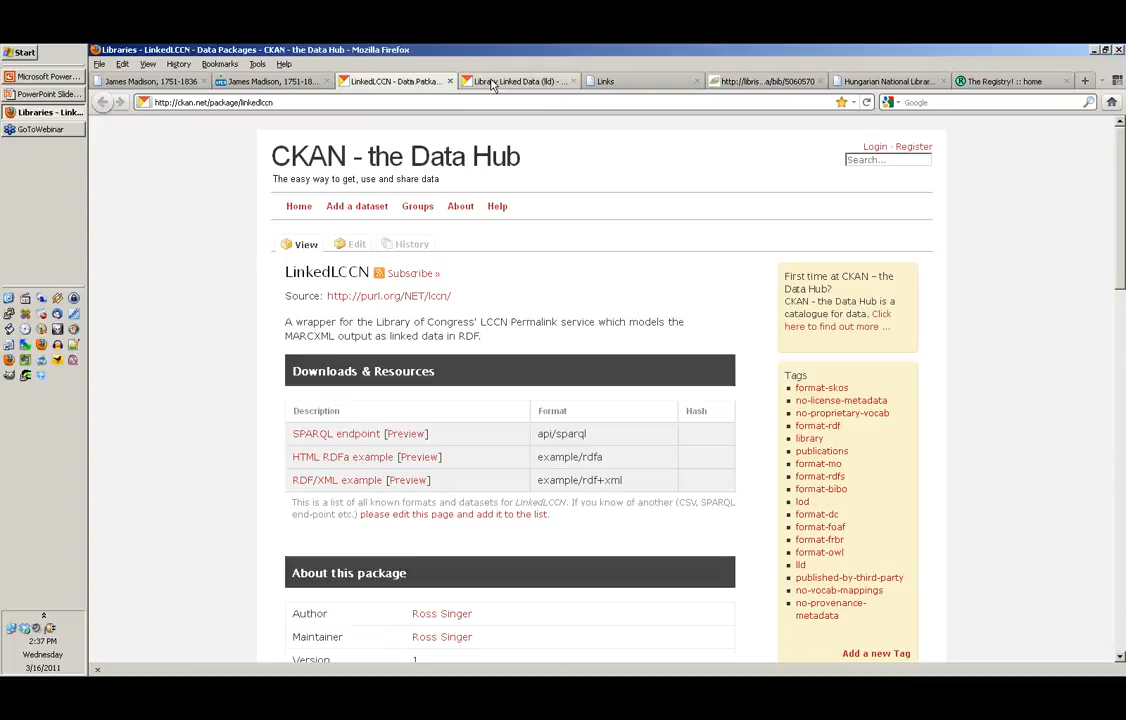 Start
Libraries - LinkedLCCN - Data Packages - CKAN - the Data Hub - Mozilla Firefox
File Edit View History Bookmarks Tools Help
Microsoft Power...
PowerPoint Slide...
Libraries - Link...
GoToWebinar
James Madison, 1751-1836
James Madison, 1751-18...
LinkedLCCN - Data Packa...
Library Linked Data (lld) - ...
Links
http://libris....a/bib/5060570
Hungarian National Librar...
The Registry! :: home
http://ckan.net/package/linkedlccn
Google
Login · Register
CKAN - the Data Hub
Search...
The easy way to get, use and share data
Home Add a dataset Groups About Help
View Edit History
LinkedLCCN Subscribe »
Source: http://purl.org/NET/lccn/
A wrapper for the Library of Congress' LCCN Permalink service which models the
MARCXML output as linked data in RDF.
Downloads & Resources
Description Format Hash
SPARQL endpoint [Preview] api/sparql
HTML RDFa example [Preview] example/rdfa
RDF/XML example [Preview] example/rdf+xml
This is a list of all known formats and datasets for LinkedLCCN. If you know of another (CSV, SPARQL
end-point etc.) please edit this page and add it to the list.
About this package
Author Ross Singer
Maintainer Ross Singer
Version 1
First time at CKAN – the
Data Hub?
CKAN - the Data Hub is a
catalogue for data. Click
here to find out more ...
Tags
format-skos
no-license-metadata
no-proprietary-vocab
format-rdf
library
publications
format-mo
format-rdfs
format-bibo
lod
format-dc
format-foaf
format-frbr
format-owl
lld
published-by-third-party
no-vocab-mappings
no-provenance-
metadata
Add a new Tag
2:37 PM
Wednesday
3/16/2011